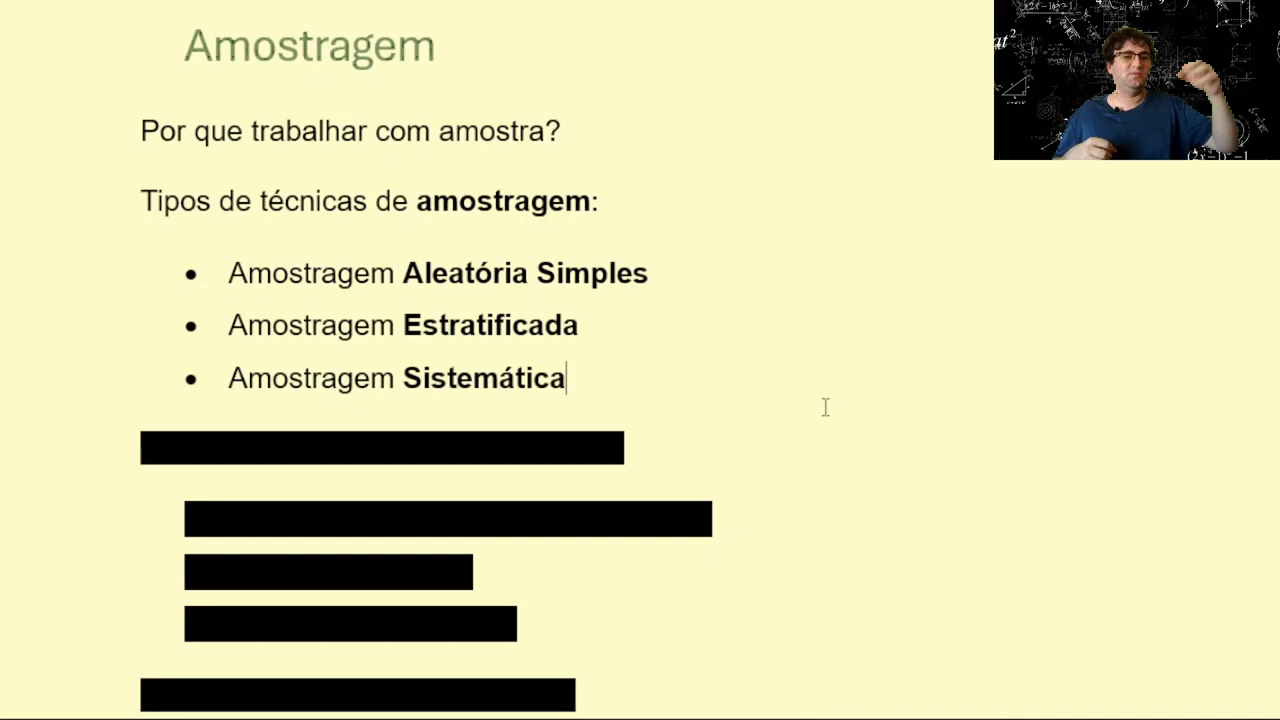 Amostragem
Por que trabalhar com amostra?
Tipos de técnicas de amostragem:
• Amostragem Aleatória Simples
• Amostragem Estratificada
• Amostragem Sistemática